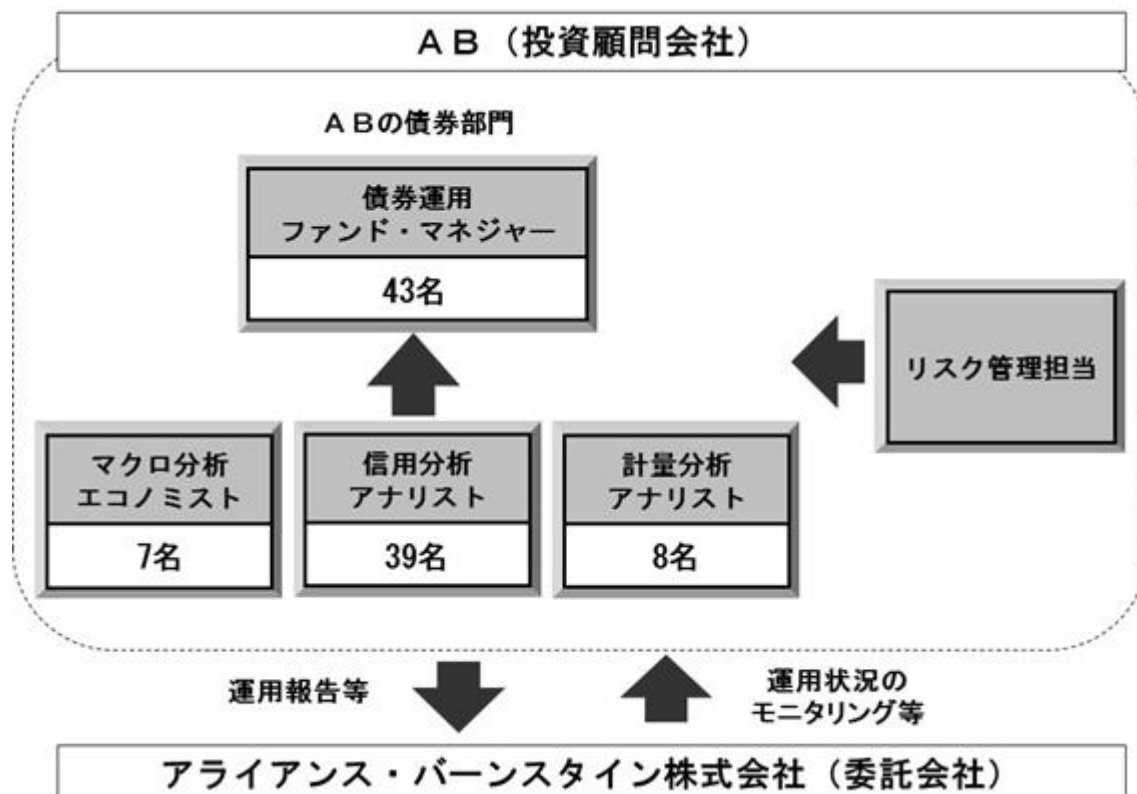 ＡＢ（投資顧問会社）
ＡＢの債券部門
債券運用
ファンド・マネジャー
43名
リスク管理担当
マクロ分析
エコノミスト
7名
信用分析
アナリスト
39名
計量分析
アナリスト
8名
運用報告等
運用状況の
モニタリング等
アライアンス・バーンスタイン株式会社（委託会社）